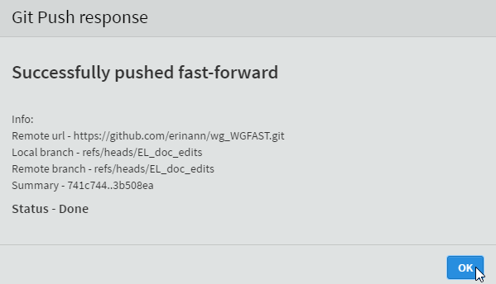 Git Push response
Successfully pushed fast-forward
Info:
Remote url - https://github.com/erinann/wg_WGFAST.git
Local branch - refs/heads/EL_doc_edits
Remote branch - refs/heads/EL_doc_edits
Summary - 741c744..3b508ea
Status - Done
OK